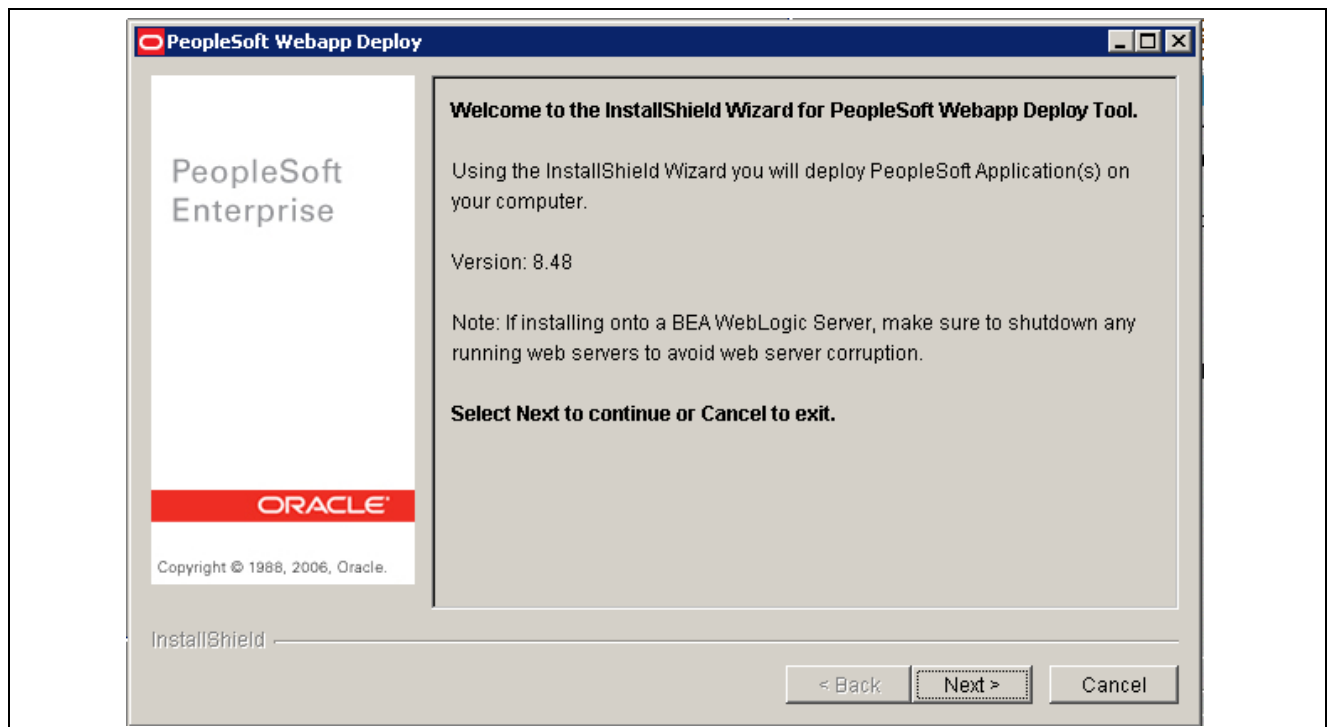 PeopleSoft Webapp Deploy
PeopleSoft
Enterprise
ORACLE
Copyright © 1988, 2006, Oracle.
Welcome to the InstallShield Wizard for PeopleSoft Webapp Deploy Tool.
Using the InstallShield Wizard you will deploy PeopleSoft Application(s) on
your computer.
Version: 8.48
Note: If installing onto a BEA WebLogic Server, make sure to shutdown any
running web servers to avoid web server corruption.
Select Next to continue or Cancel to exit.
InstallShield
< Back
Next >
Cancel